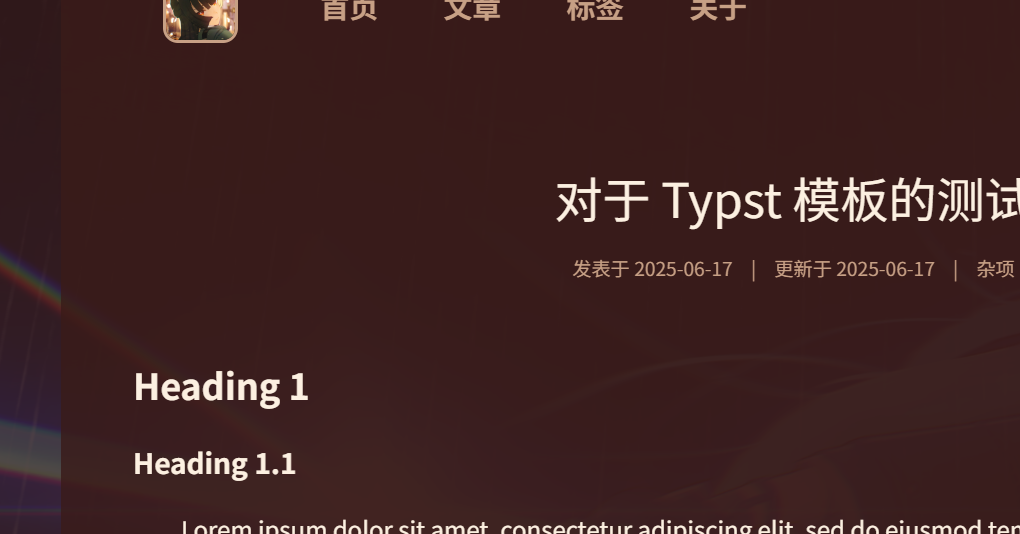 首页 文章 标签 关于
对于 Typst 模板的测试
发表于 2025-06-17 | 更新于 2025-06-17 | 杂项
Heading 1
Heading 1.1
Lorem ipsum dolor sit amet, consectetur adipiscing elit, sed do eiusmod tem